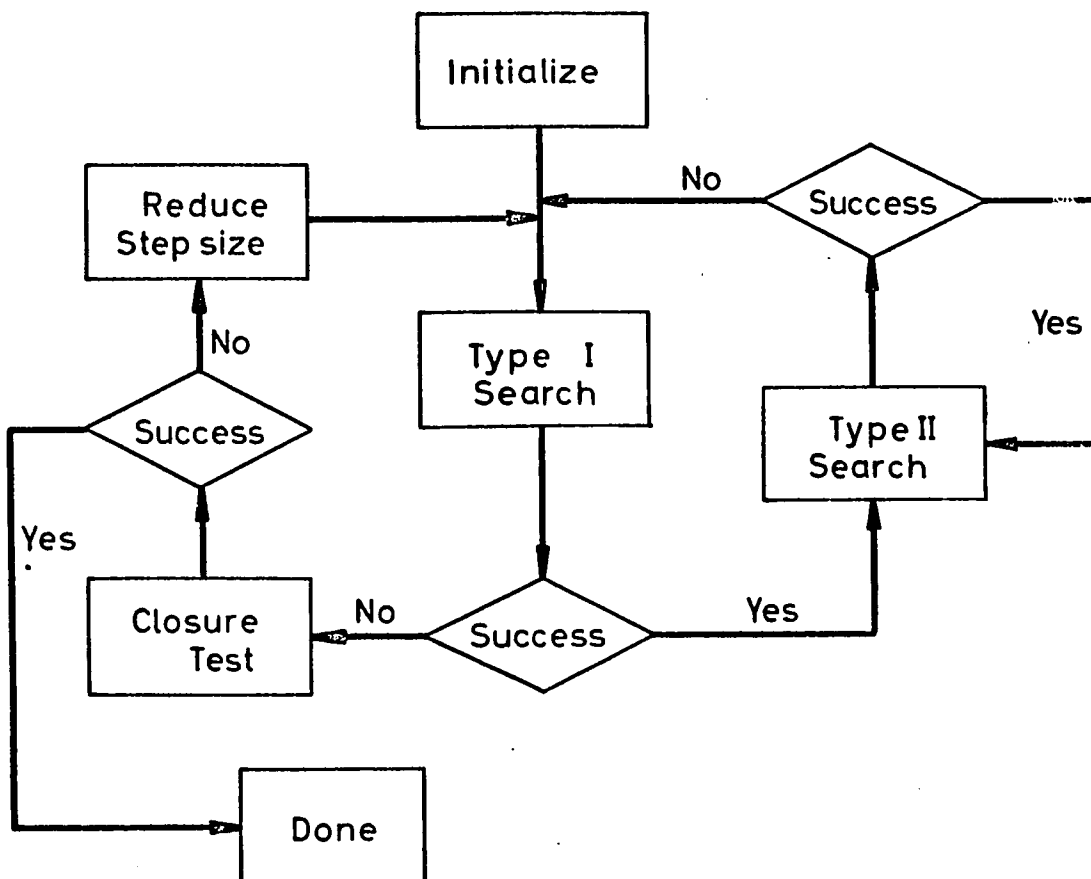 Initialize
No
Success
Reduce
Step size
Yes
No
Type I
Search
Success
Type II
Search
Yes
Closure
Test
No
Success
Yes
Done